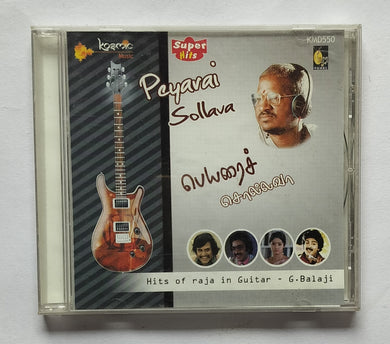 Kosmic
Music
Super
Hits
KMD550
Peyarai
Sollava
பெயரைச்
சொல்லவா
Hits of raja in Guitar - G.Balaji